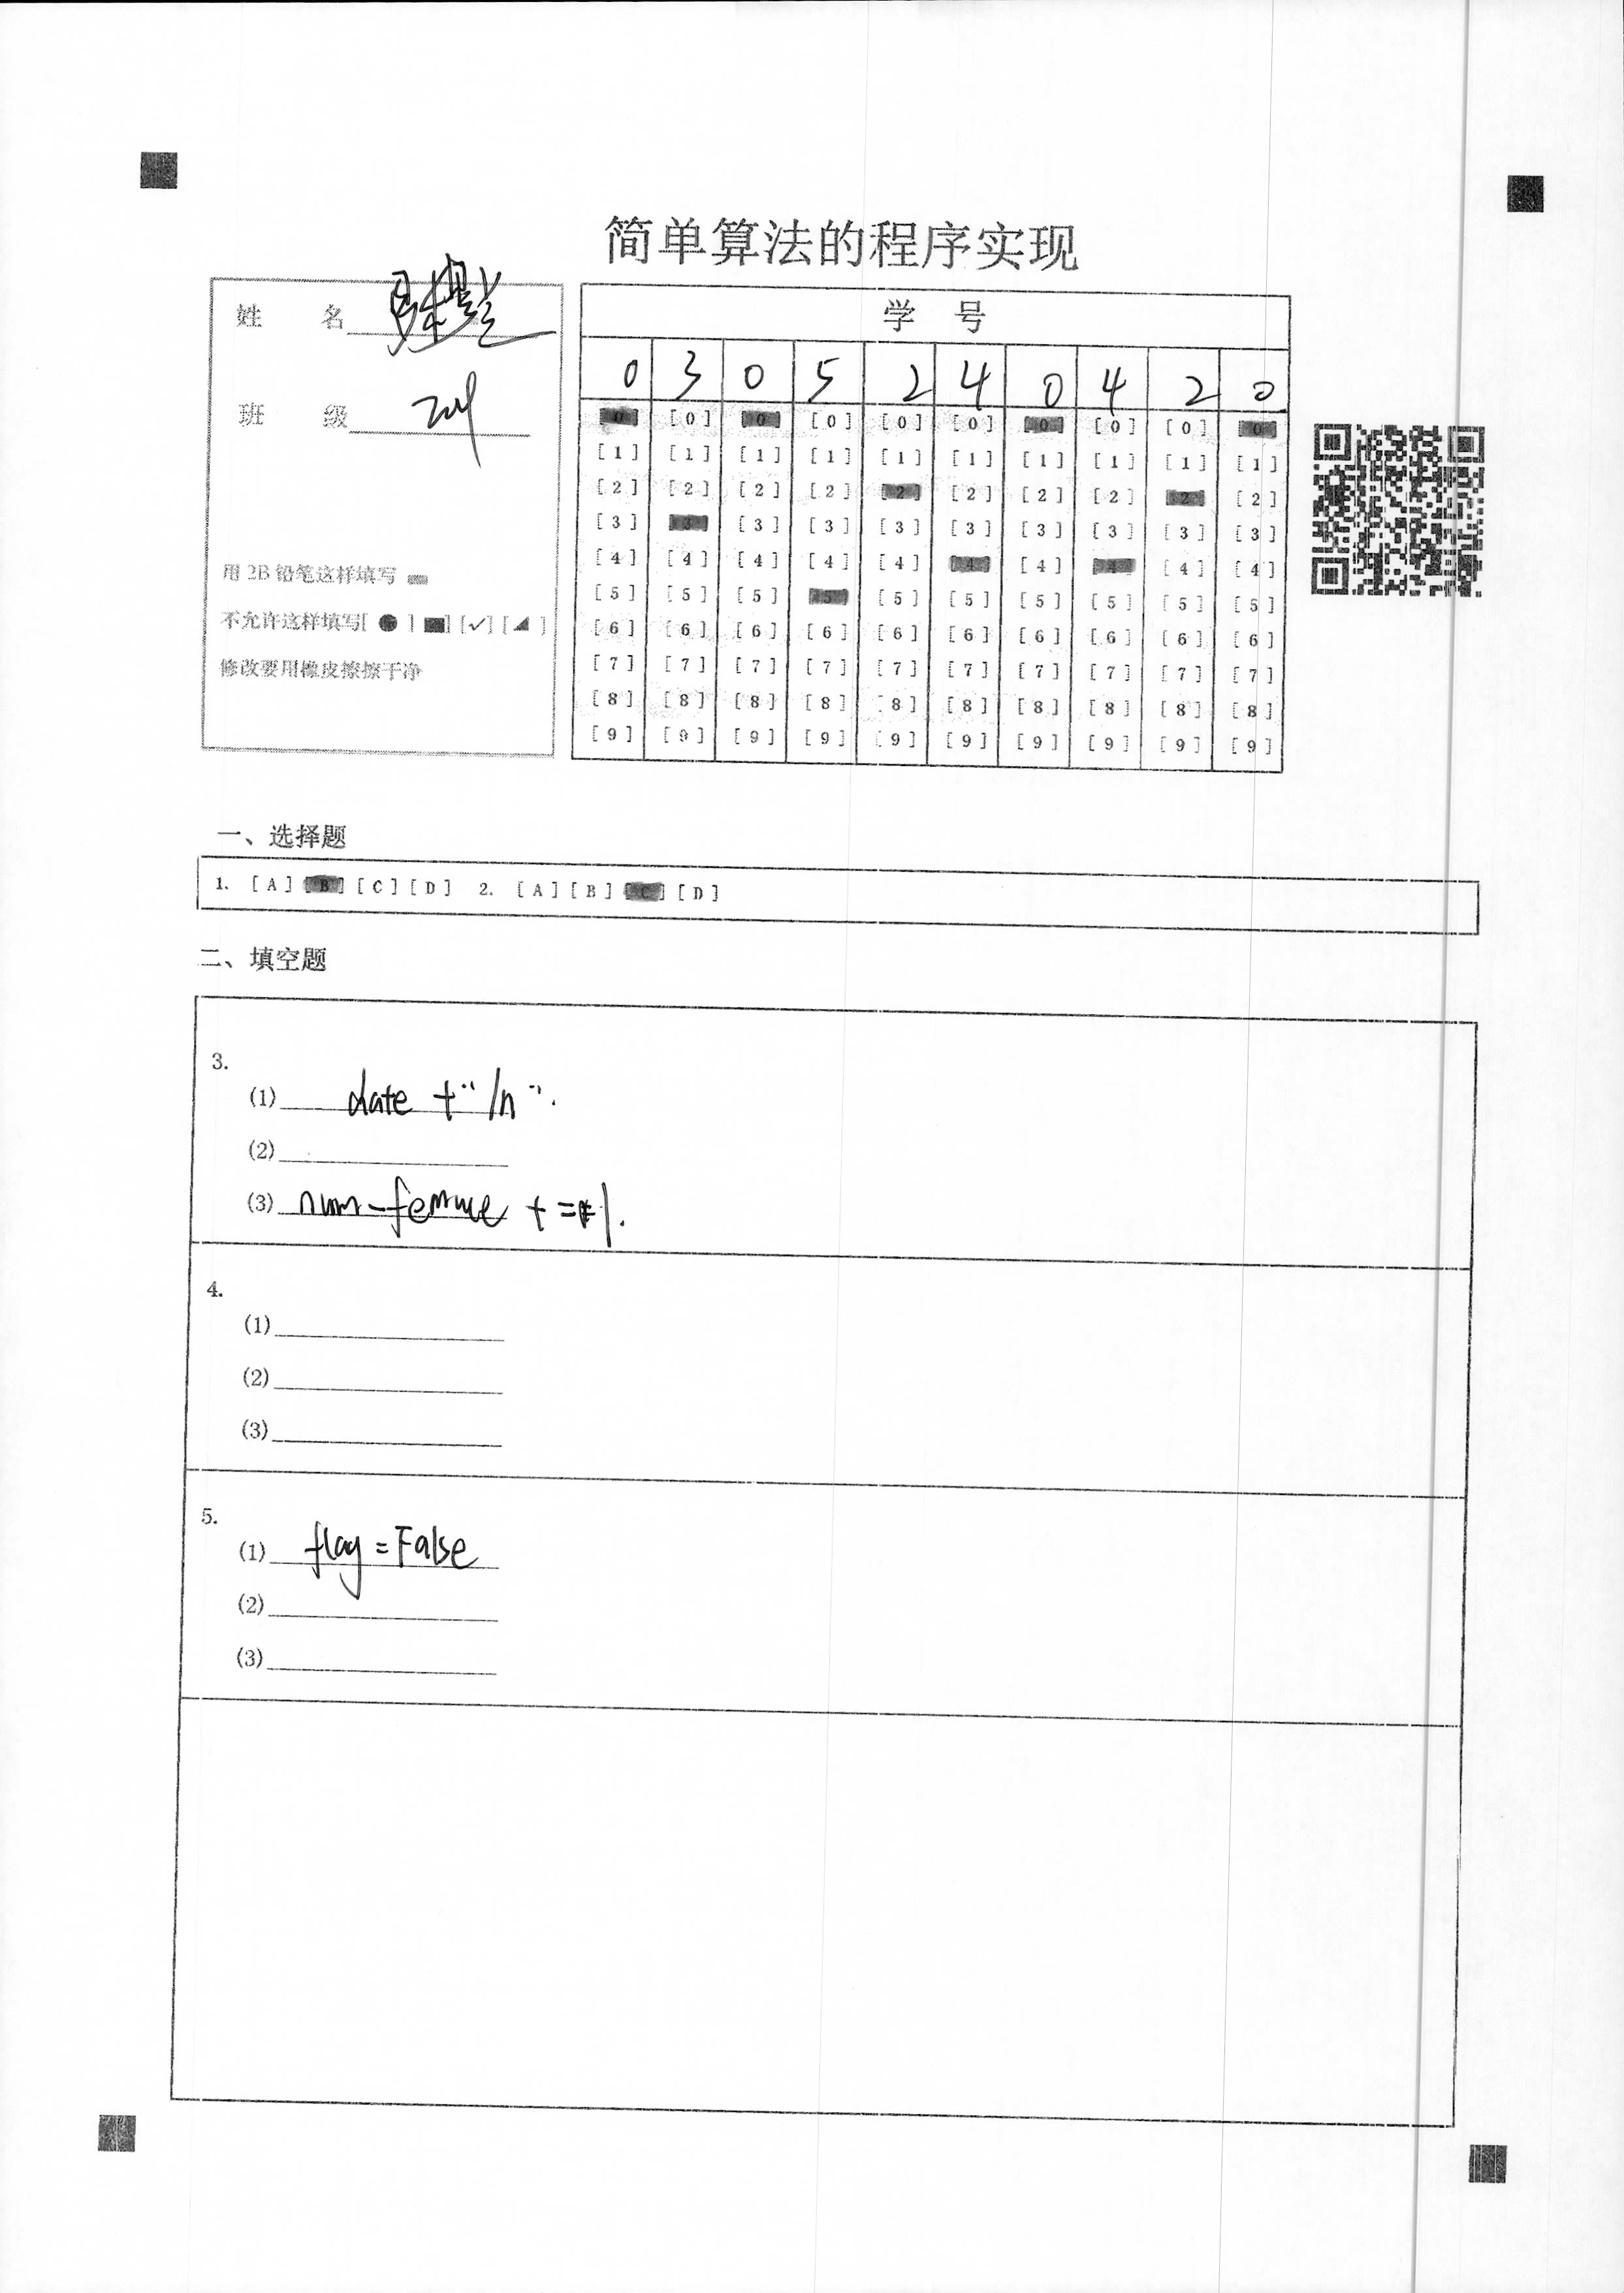 简单算法的程序实现
姓 名
班 级 204
用 2B 铅笔这样填写
不允许这样填写[ ● ] ■] [✓] [◢ ]
修改要用橡皮擦擦干净
学 号
0 3 0 5 2 4 0 4 2 0
[0] [0] [0] [0] [0] [0] [0] [0] [0] [0]
[1] [1] [1] [1] [1] [1] [1] [1] [1] [1]
[2] [2] [2] [2] [2] [2] [2] [2] [2] [2]
[3] [3] [3] [3] [3] [3] [3] [3] [3] [3]
[4] [4] [4] [4] [4] [4] [4] [4] [4] [4]
[5] [5] [5] [5] [5] [5] [5] [5] [5] [5]
[6] [6] [6] [6] [6] [6] [6] [6] [6] [6]
[7] [7] [7] [7] [7] [7] [7] [7] [7] [7]
[8] [8] [8] [8] [8] [8] [8] [8] [8] [8]
[9] [9] [9] [9] [9] [9] [9] [9] [9] [9]
一、选择题
1. [A] [B] [C] [D] 2. [A] [B] [C] [D]
二、填空题
3.
(1) date +"/n".
(2)
(3) += 1.
4.
(1)
(2)
(3)
5.
(1) flag = False
(2)
(3)